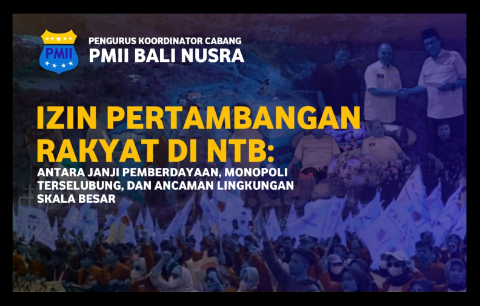 PMII
PENGURUS KOORDINATOR CABANG
PMII BALI NUSRA
IZIN PERTAMBANGAN
RAKYAT DI NTB:
ANTARA JANJI PEMBERDAYAAN, MONOPOLI
TERSELUBUNG, DAN ANCAMAN LINGKUNGAN
SKALA BESAR